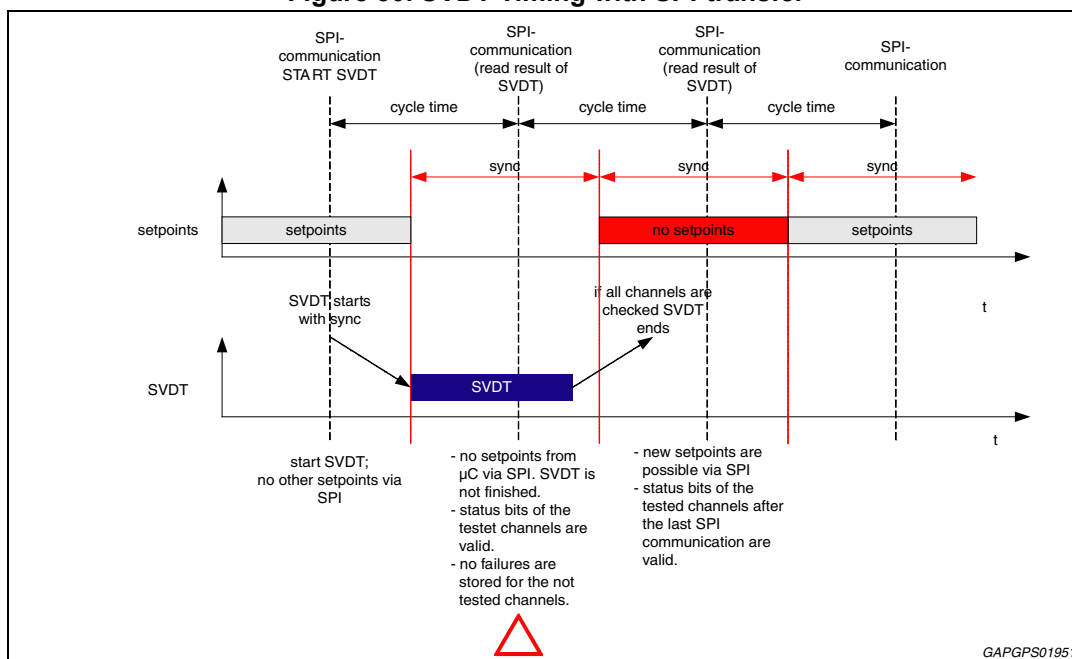 SPI-
communication
START SVDT
SPI-
communication
(read result of
SVDT)
SPI-
communication
(read result of
SVDT)
SPI-
communication
cycle time
cycle time
cycle time
sync
sync
sync
setpoints
setpoints
no setpoints
setpoints
t
SVDT starts
with sync
if all channels are
checked SVDT
ends
SVDT
SVDT
t
start SVDT;
no other setpoints via
SPI
- no setpoints from
µC via SPI. SVDT is
not finished.
- status bits of the
testet channels are
valid.
- no failures are
stored for the not
tested channels.
- new setpoints are
possible via SPI
- status bits of the
tested channels after
the last SPI
communication are
valid.
GAPGPS01951